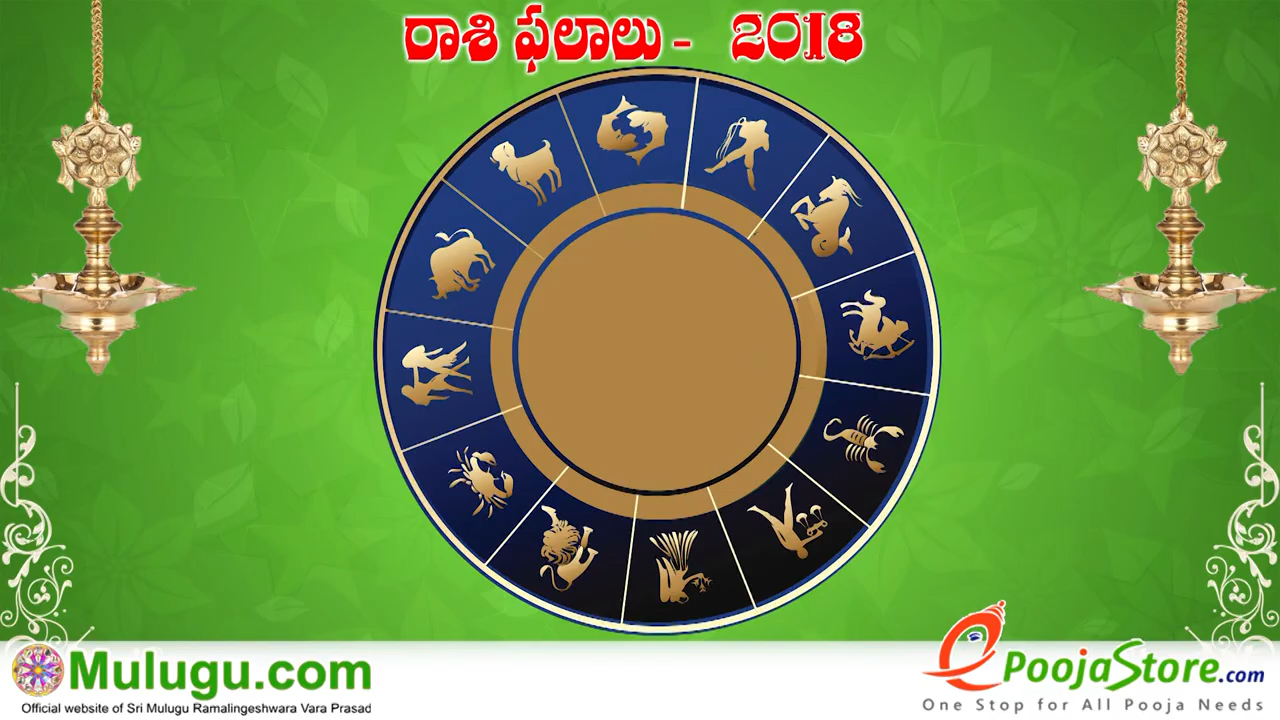 రాశి ఫలాలు - 2018
Mulugu.com
Official website of Sri Mulugu Ramalingeshwara Vara Prasad
ePoojaStore.com
One Stop for All Pooja Needs